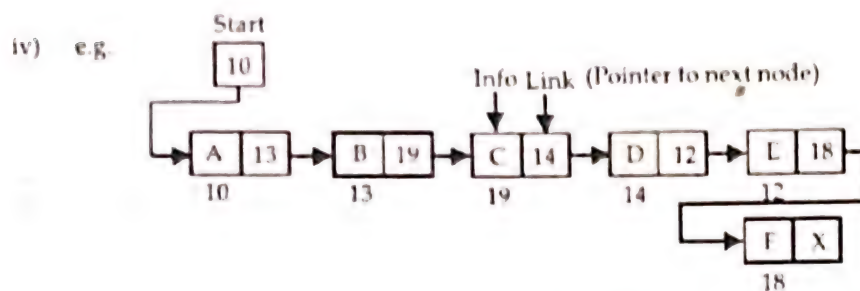 Start
iv) e.g.
10
Info Link (Pointer to next node)
A 13 B 19 C 14 D 12 E 18
10 13 19 14 12
F X
18